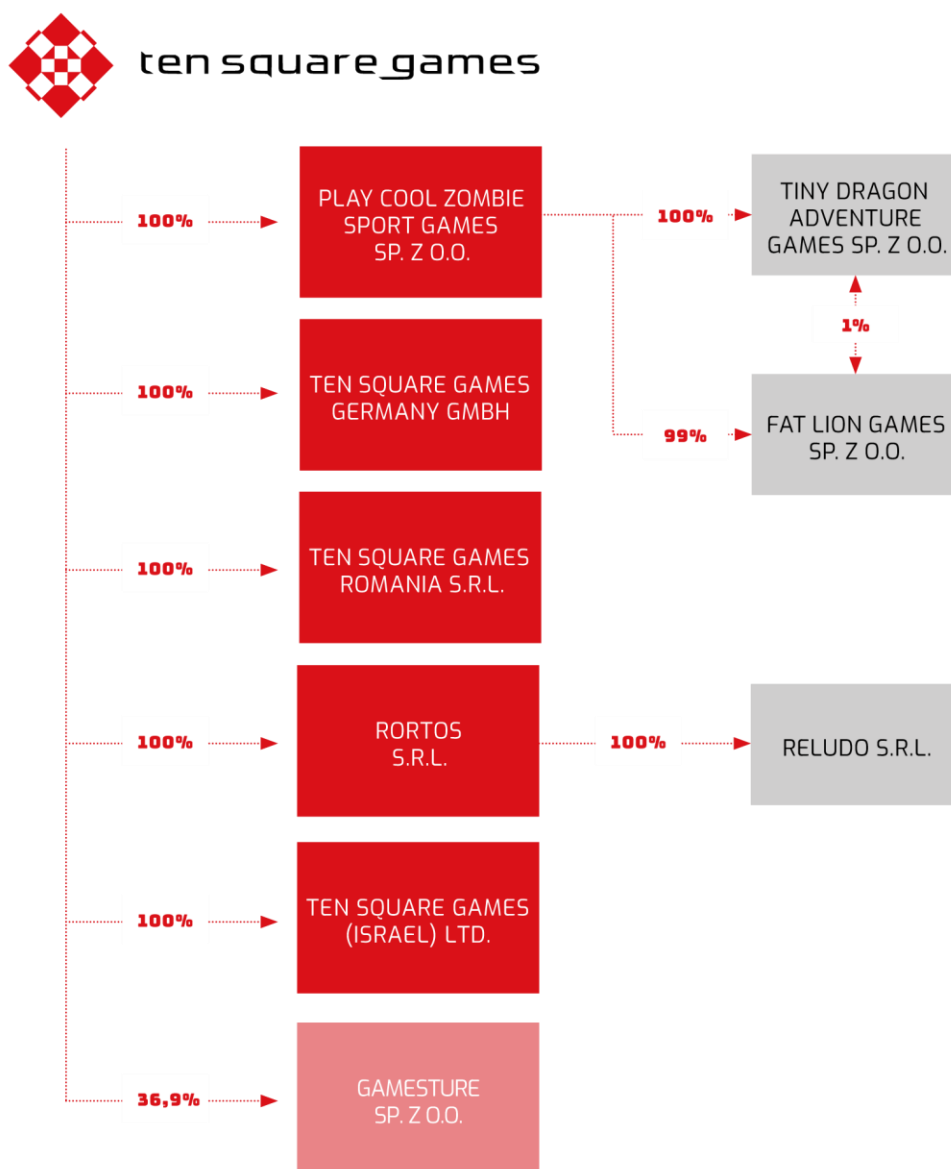 ten square games
100%
PLAY COOL ZOMBIE
SPORT GAMES
SP. Z O.O.
100%
TINY DRAGON
ADVENTURE
GAMES SP. Z O.O.
1%
100%
TEN SQUARE GAMES
GERMANY GMBH
99%
FAT LION GAMES
SP. Z O.O.
100%
TEN SQUARE GAMES
ROMANIA S.R.L.
100%
RORTOS
S.R.L.
100%
RELUDO S.R.L.
100%
TEN SQUARE GAMES
(ISRAEL) LTD.
36,9%
GAMESTURE
SP. Z O.O.